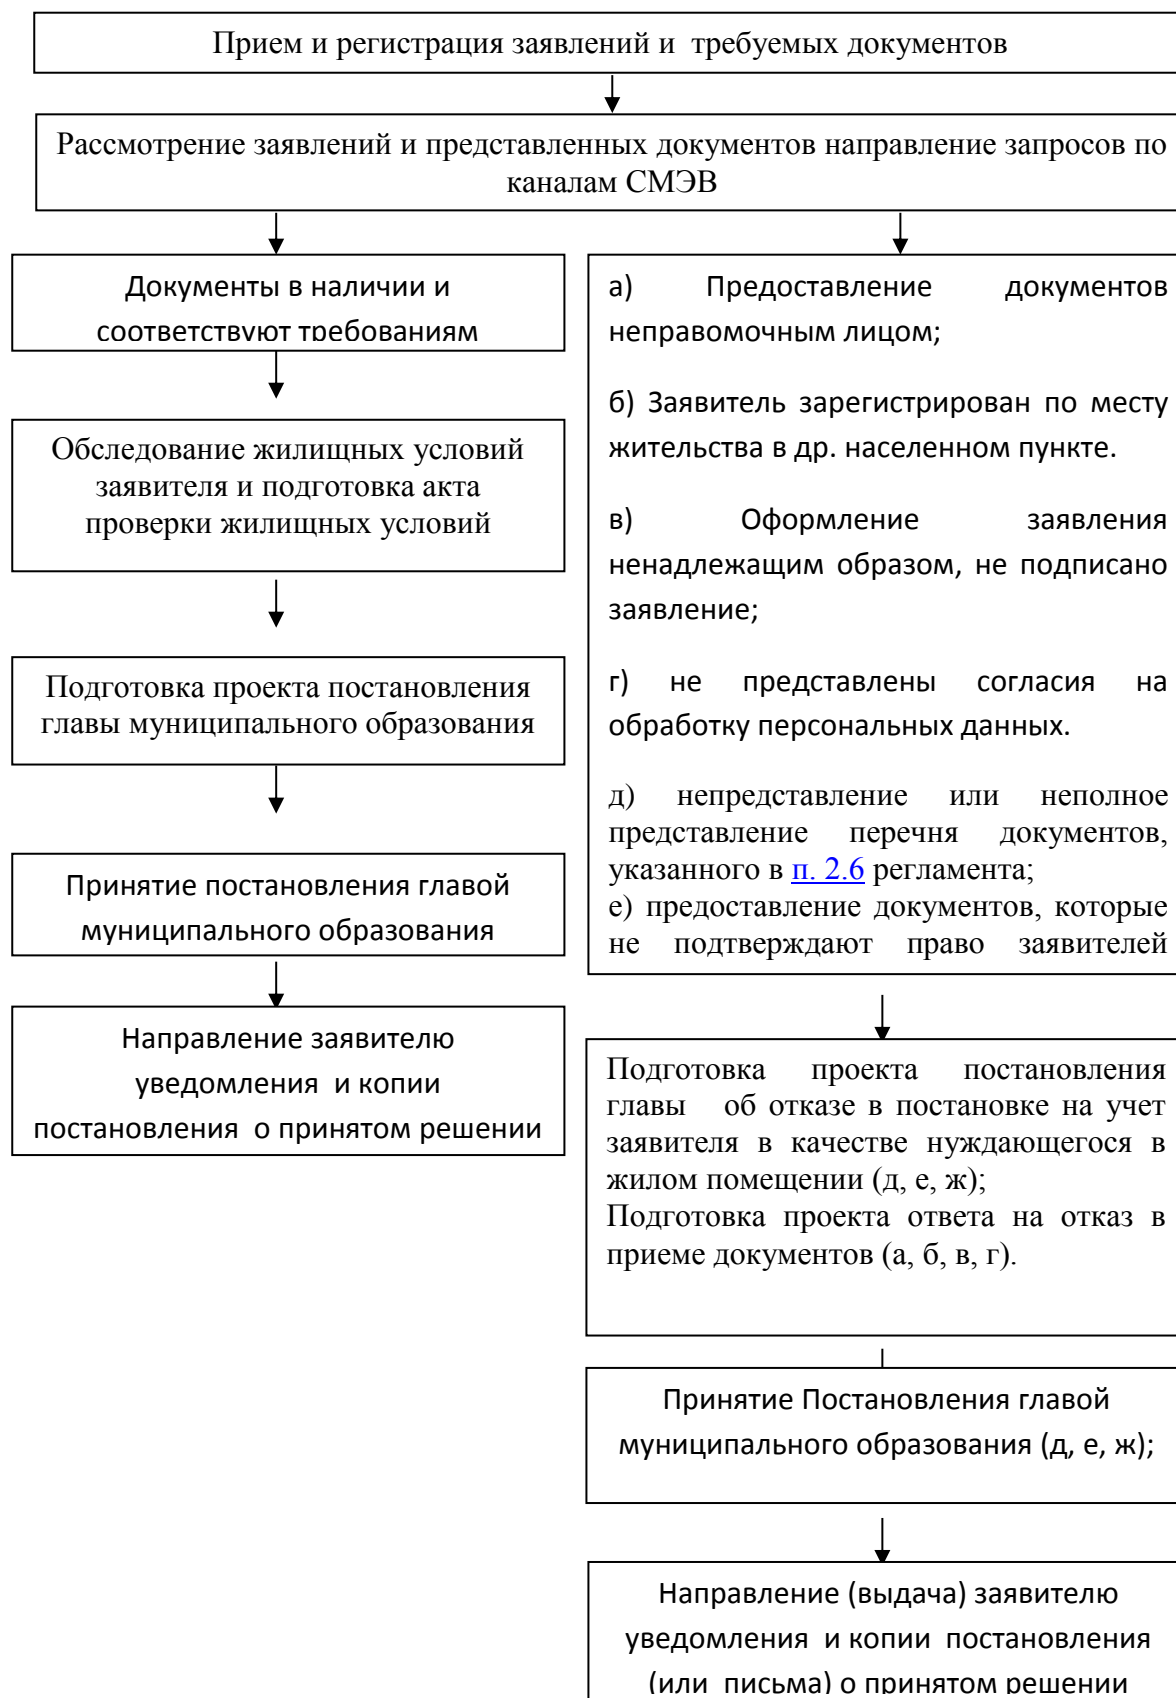 Прием и регистрация заявлений и  требуемых документов
Рассмотрение заявлений и представленных документов направление запросов по
каналам СМЭВ
Документы в наличии и
соответствуют требованиям
Обследование жилищных условий
заявителя и подготовка акта
проверки жилищных условий
Подготовка проекта постановления
главы муниципального образования
Принятие постановления главой
муниципального образования
Направление заявителю
уведомления  и копии
постановления  о принятом решении
а) Предоставление документов
неправомочным лицом;
б) Заявитель зарегистрирован по месту
жительства в др. населенном пункте.
в) Оформление заявления
ненадлежащим образом, не подписано
заявление;
г) не представлены согласия на
обработку персональных данных.
д) непредставление или неполное
представление перечня документов,
указанного в п. 2.6 регламента;
е) предоставление документов, которые
не подтверждают право заявителей
Подготовка проекта постановления
главы   об отказе в постановке на учет
заявителя в качестве нуждающегося в
жилом помещении (д, е, ж);
Подготовка проекта ответа на отказ в
приеме документов (а, б, в, г).
Принятие Постановления главой
муниципального образования (д, е, ж);
Направление (выдача) заявителю
уведомления  и копии  постановления
(или  письма) о принятом решении